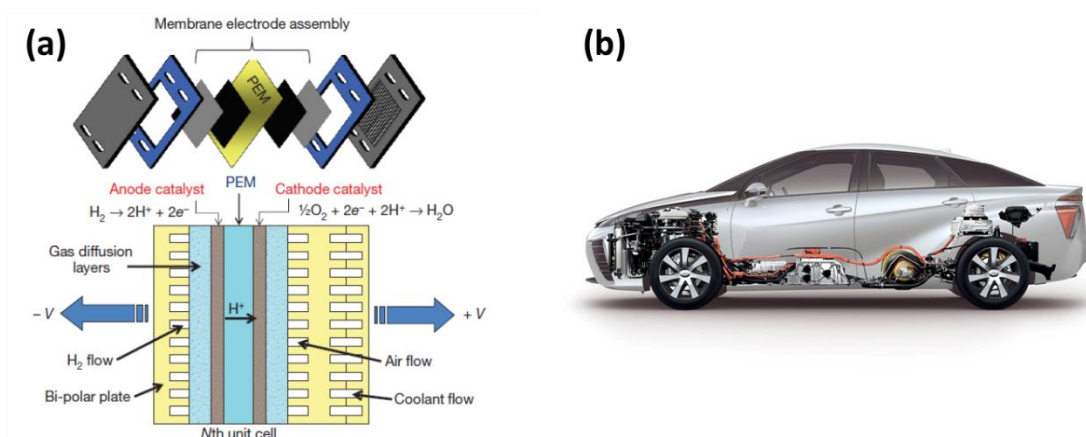 (a)
Membrane electrode assembly
PEM
Anode catalyst
PEM
Cathode catalyst
H₂ → 2H⁺ + 2e⁻
½O₂ + 2e⁻ + 2H⁺ → H₂O
Gas diffusion
layers
H⁺
– V
+ V
H₂ flow
Air flow
Bi-polar plate
Coolant flow
Nth unit cell
(b)